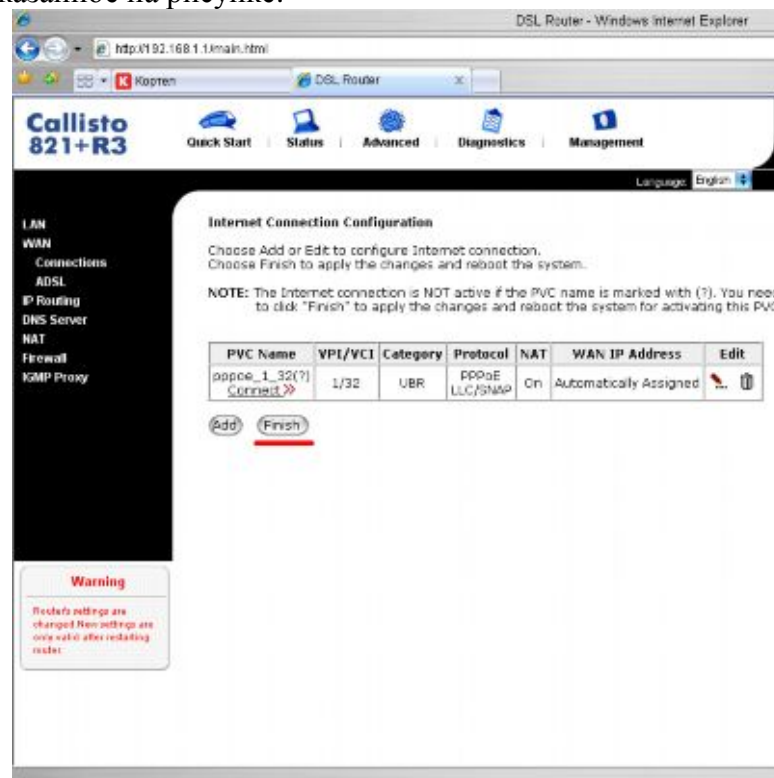 DSL Router - Windows Internet Explorer
http://192.168.1.1/main.html
Кортел DSL Router x
Callisto
821+R3
Quick Start Status Advanced Diagnostics Management
Language: English
LAN
WAN
Connections
ADSL
IP Routing
DNS Server
NAT
Firewall
IGMP Proxy
Internet Connection Configuration
Choose Add or Edit to configure Internet connection.
Choose Finish to apply the changes and reboot the system.
NOTE: The Internet connection is NOT active if the PVC name is marked with (?). You
to click "Finish" to apply the changes and reboot the system for activating this
PVC Name VPI/VCI Category Protocol NAT WAN IP Address Edit
pppoe_1_32(?) Connect >> 1/32 UBR PPPoE LLC/SNAP On Automatically Assigned
Add Finish
Warning
Router's settings are
changed New settings are
only valid after restarting
router